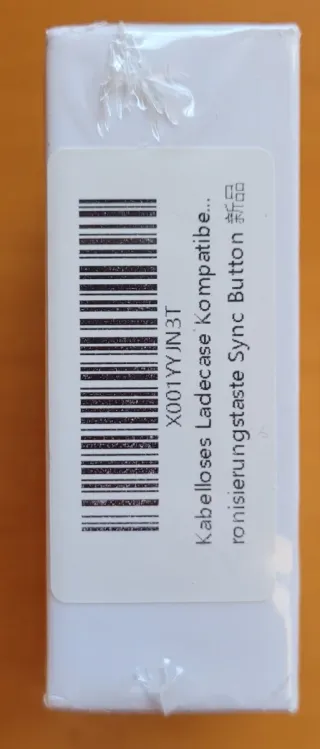 X001YYJN3T
Kabelloses Ladecase Kompatibe...
ronisierungstaste Sync Button 新品